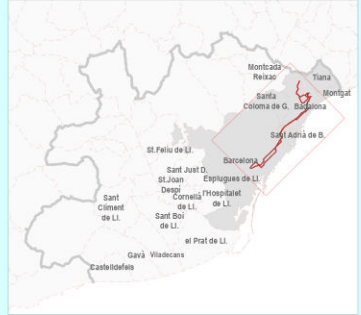 Montcada
Reixac
Tiana
Montgat
Santa
Coloma de G.
Badalona
Sant Adrià de B.
St.Feliu de Ll.
Barcelona
Sant Just D.
St.Joan
Despí
Esplugues de Ll.
Sant
Climent
de Ll.
Cornellà
de Ll.
l'Hospitalet
de Ll.
Sant Boi
de Ll.
el Prat de Ll.
Gavà
Viladecans
Castelldefels